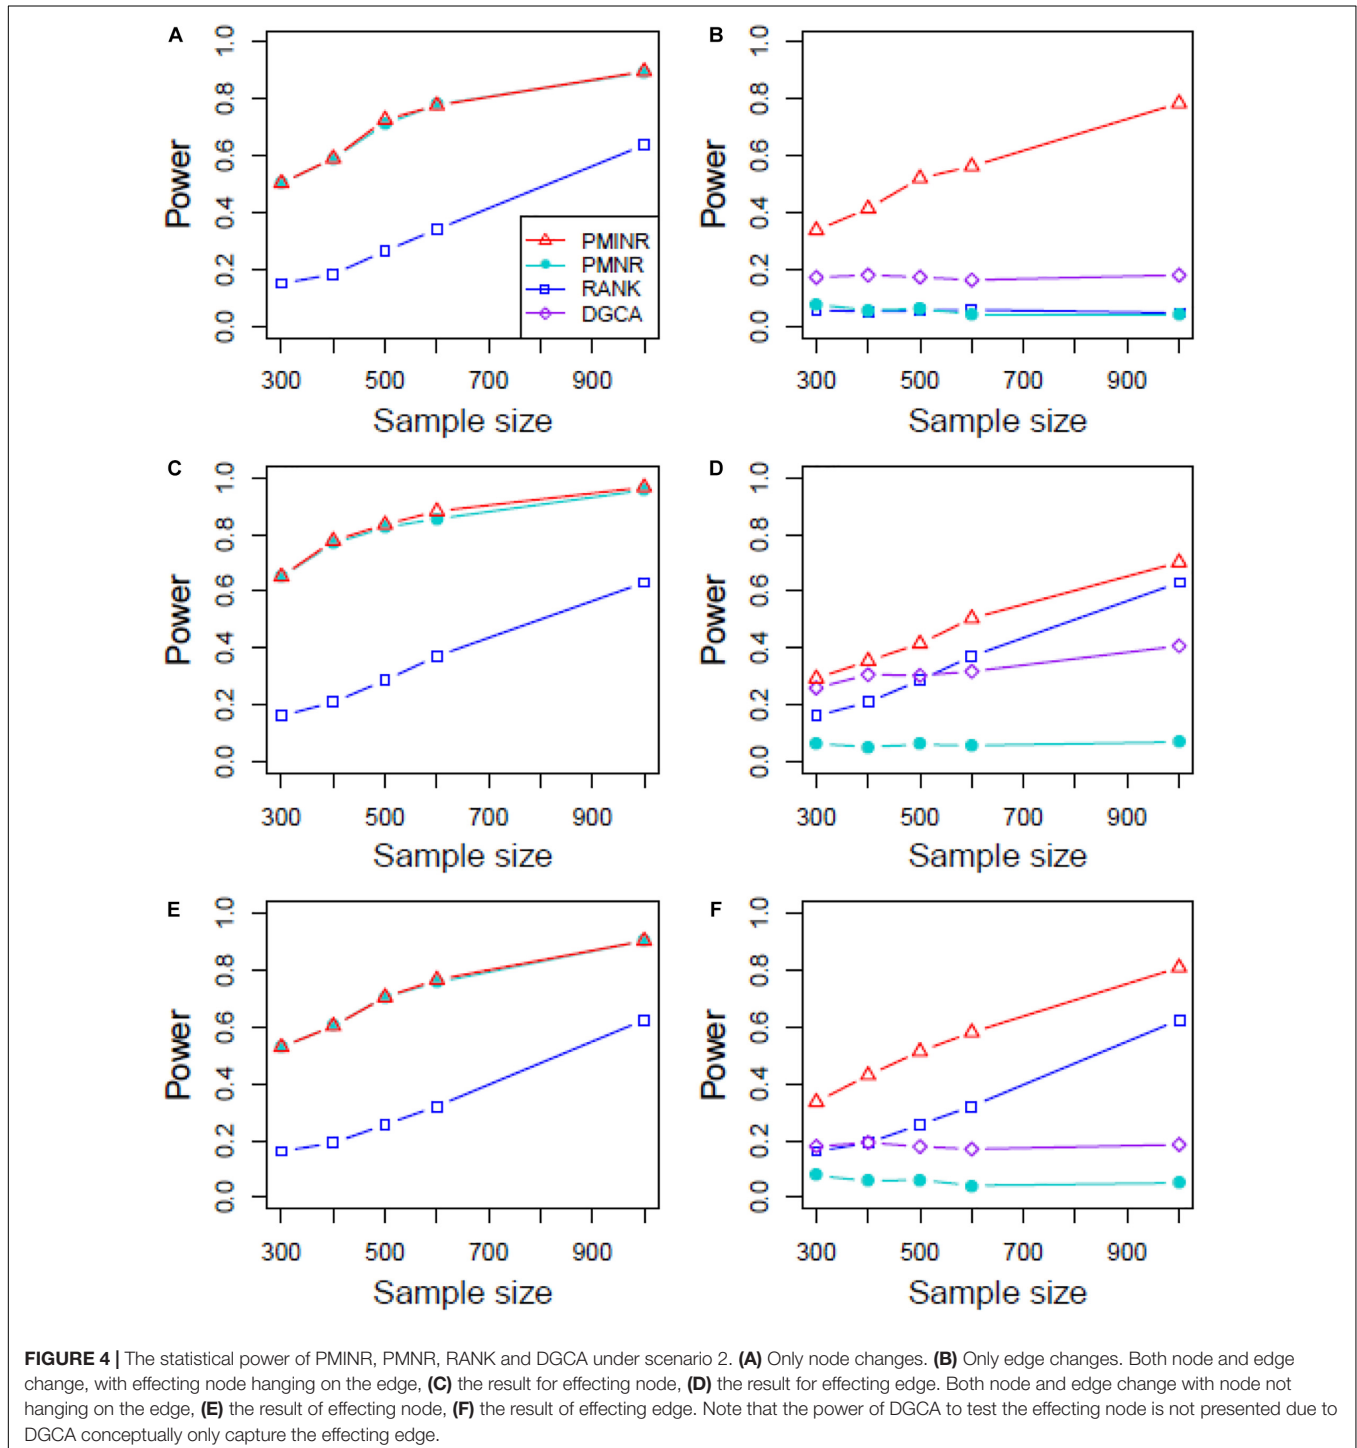 A
1.0
0.8
0.6
0.4
0.2
0.0
Power
PMINR
PMNR
RANK
DGCA
300 500 700 900
Sample size
B
1.0
0.8
0.6
0.4
0.2
0.0
Power
300 500 700 900
Sample size
C
1.0
0.8
0.6
0.4
0.2
0.0
Power
300 500 700 900
Sample size
D
1.0
0.8
0.6
0.4
0.2
0.0
Power
300 500 700 900
Sample size
E
1.0
0.8
0.6
0.4
0.2
0.0
Power
300 500 700 900
Sample size
F
1.0
0.8
0.6
0.4
0.2
0.0
Power
300 500 700 900
Sample size
FIGURE 4 | The statistical power of PMINR, PMNR, RANK and DGCA under scenario 2. (A) Only node changes. (B) Only edge changes. Both node and edge
change, with effecting node hanging on the edge, (C) the result for effecting node, (D) the result for effecting edge. Both node and edge change with node not
hanging on the edge, (E) the result of effecting node, (F) the result of effecting edge. Note that the power of DGCA to test the effecting node is not presented due to
DGCA conceptually only capture the effecting edge.